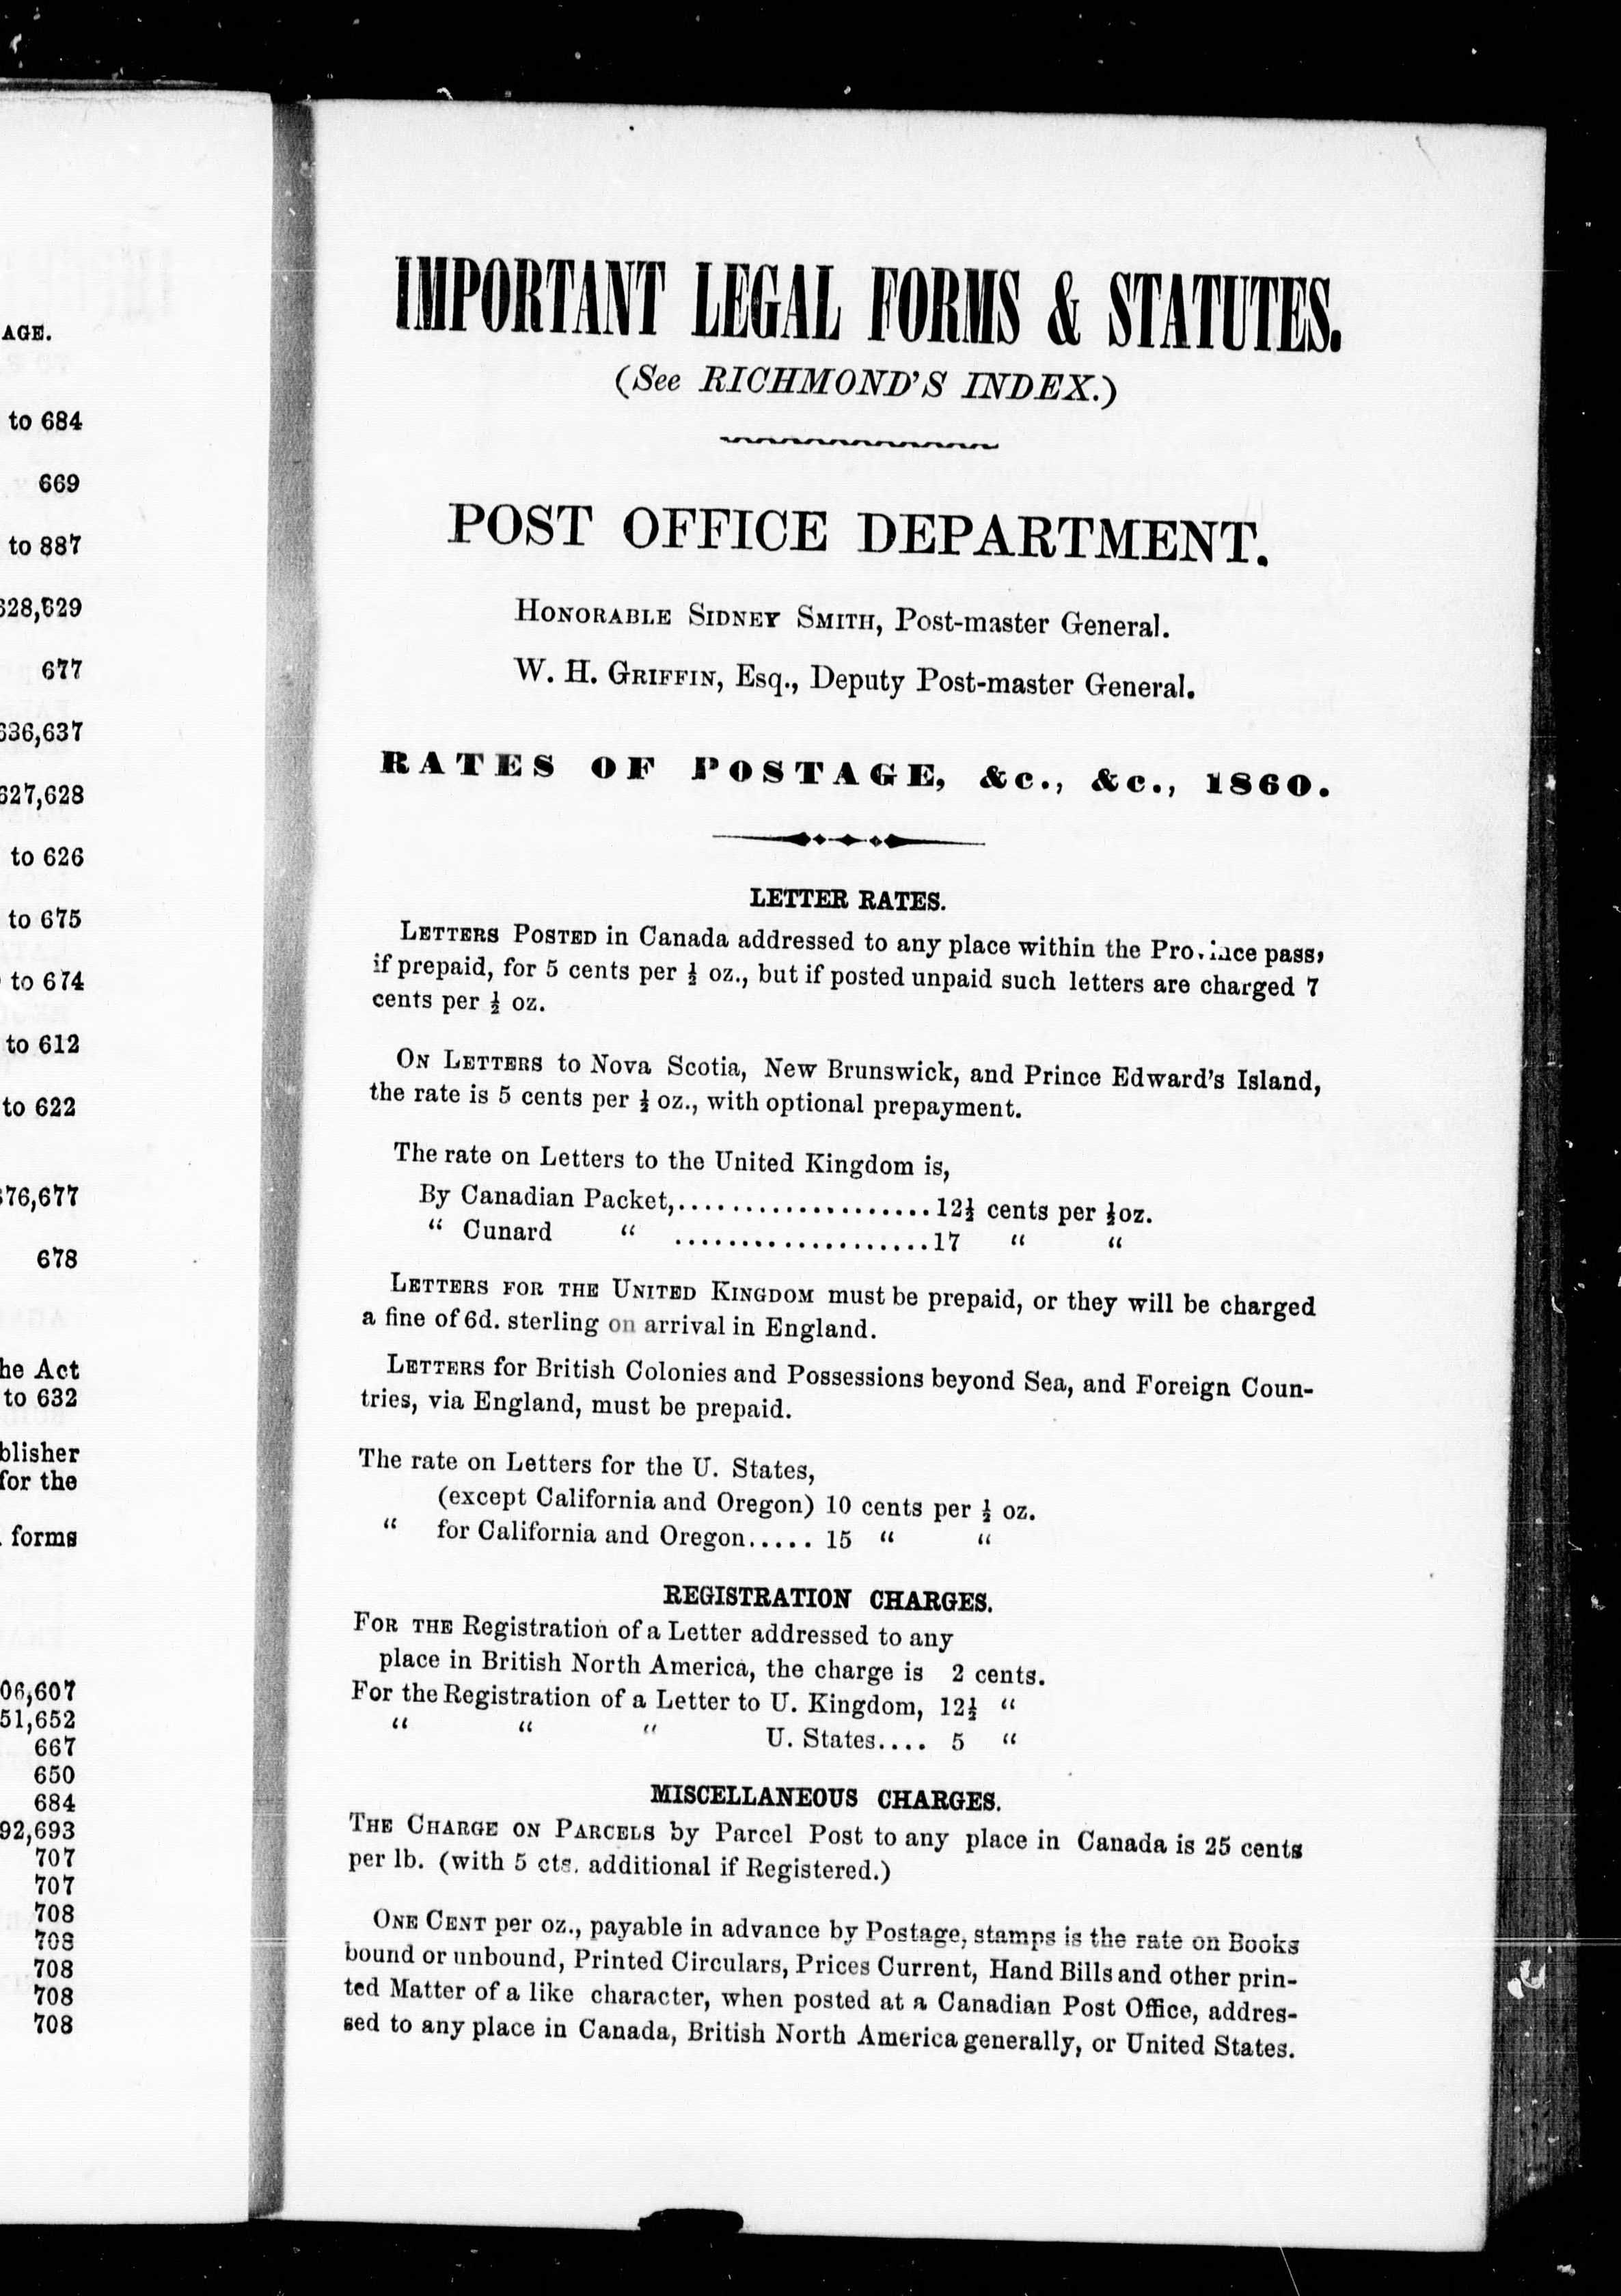 AGE.
to 684
669
to 887
628,629
677
636,637
627,628
to 626
to 675
to 674
to 612
to 622
676,677
678
he Act
to 632
blisher
for the
forms
06,607
51,652
667
650
684
92,693
707
707
708
708
708
708
708
IMPORTANT LEGAL FORMS & STATUTES.
(See RICHMOND'S INDEX.)
POST OFFICE DEPARTMENT.
HONORABLE SIDNEY SMITH, Post-master General.
W. H. GRIFFIN, Esq., Deputy Post-master General.
RATES OF POSTAGE, &c., &c., 1860.
LETTER RATES.
LETTERS POSTED in Canada addressed to any place within the Province pass,
if prepaid, for 5 cents per ½ oz., but if posted unpaid such letters are charged 7
cents per ½ oz.
ON LETTERS to Nova Scotia, New Brunswick, and Prince Edward's Island,
the rate is 5 cents per ½ oz., with optional prepayment.
The rate on Letters to the United Kingdom is,
By Canadian Packet,...................12½ cents per ½oz.
“ Cunard “ ...................17 “ “
LETTERS FOR THE UNITED KINGDOM must be prepaid, or they will be charged
a fine of 6d. sterling on arrival in England.
LETTERS for British Colonies and Possessions beyond Sea, and Foreign Coun-
tries, via England, must be prepaid.
The rate on Letters for the U. States,
(except California and Oregon) 10 cents per ½ oz.
“ for California and Oregon..... 15 “ “
REGISTRATION CHARGES.
FOR THE Registration of a Letter addressed to any
place in British North America, the charge is 2 cents.
For the Registration of a Letter to U. Kingdom, 12½ “
“ “ “ U. States.... 5 “
MISCELLANEOUS CHARGES.
THE CHARGE ON PARCELS by Parcel Post to any place in Canada is 25 cents
per lb. (with 5 cts. additional if Registered.)
ONE CENT per oz., payable in advance by Postage, stamps is the rate on Books
bound or unbound, Printed Circulars, Prices Current, Hand Bills and other prin-
ted Matter of a like character, when posted at a Canadian Post Office, addres-
sed to any place in Canada, British North America generally, or United States.